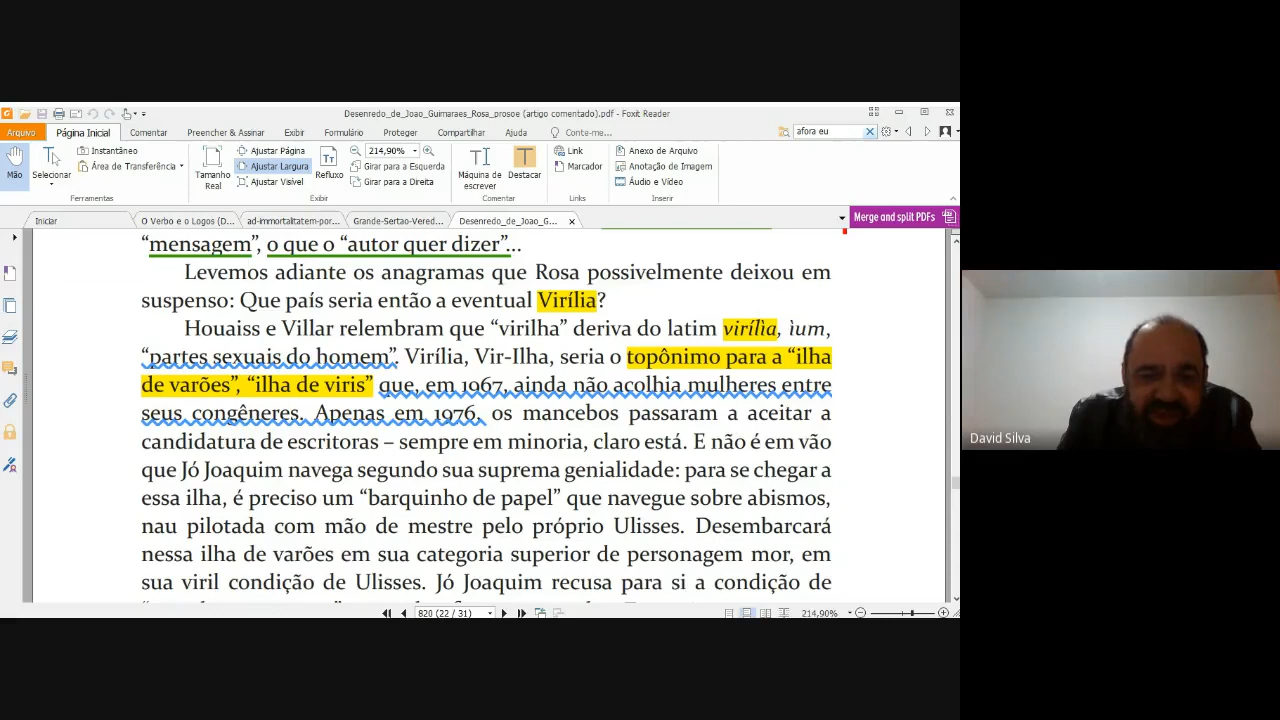 Desenredo_de_Joao_Guimaraes_Rosa_prosoe (artigo comentado).pdf - Foxit Reader
Arquivo Página Inicial Comentar Preencher & Assinar Exibir Formulário Proteger Compartilhar Ajuda Conte-me... afora eu
Mão
Selecionar
Instantâneo
Área de Transferência
Ferramentas
Tamanho Real
Ajustar Página
Ajustar Largura
Ajustar Visível
Refluxo
214,90%
Girar para a Esquerda
Girar para a Direita
Exibir
Máquina de escrever
Destacar
Comentar
Link
Marcador
Links
Anexo de Arquivo
Anotação de Imagem
Áudio e Vídeo
Inserir
Iniciar O Verbo e o Logos (D... ad-immortalitatem-por... Grande-Sertao-Vered... Desenredo_de_Joao_G... Merge and split PDFs
“mensagem”, o que o “autor quer dizer”...
Levemos adiante os anagramas que Rosa possivelmente deixou em
suspenso: Que país seria então a eventual Virília?
Houaiss e Villar relembram que “virilha” deriva do latim virílìa, ìum,
“partes sexuais do homem”. Virília, Vir-Ilha, seria o topônimo para a “ilha
de varões”, “ilha de viris” que, em 1967, ainda não acolhia mulheres entre
seus congêneres. Apenas em 1976, os mancebos passaram a aceitar a
candidatura de escritoras – sempre em minoria, claro está. E não é em vão
que Jó Joaquim navega segundo sua suprema genialidade: para se chegar a
essa ilha, é preciso um “barquinho de papel” que navegue sobre abismos,
nau pilotada com mão de mestre pelo próprio Ulisses. Desembarcará
nessa ilha de varões em sua categoria superior de personagem mor, em
sua viril condição de Ulisses. Jó Joaquim recusa para si a condição de
820 (22 / 31)
214,90%
David Silva